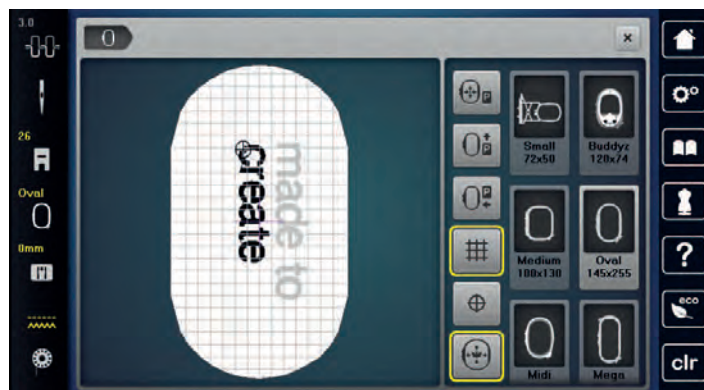 3.0
26
Oval
0mm
made to
create
P
P
P
Small
72x50
Buddyz
120x74
Medium
100x130
Oval
145x255
Midi
Mega
?
eco
clr